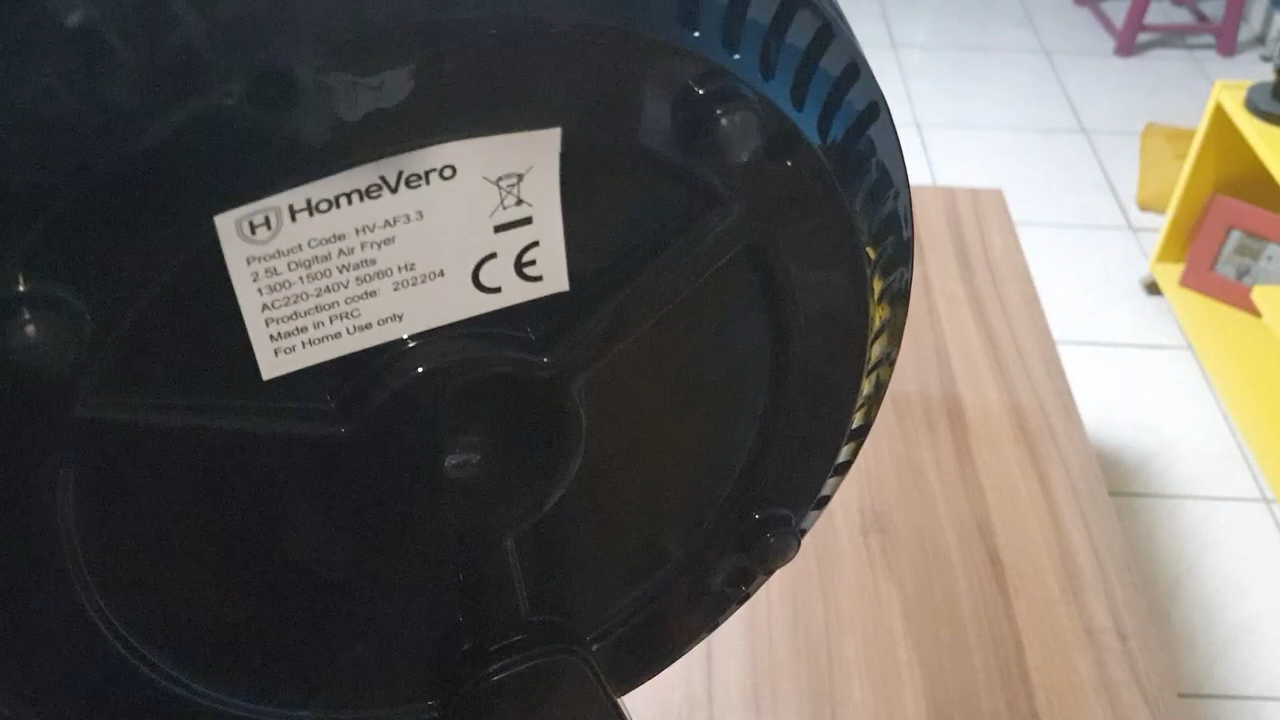 H HomeVero
Product Code: HV-AF3.3
2.5L Digital Air Fryer
1300-1500 Watts
AC220-240V 50/60 Hz
Production code: 202204
Made in PRC
For Home Use only
CE